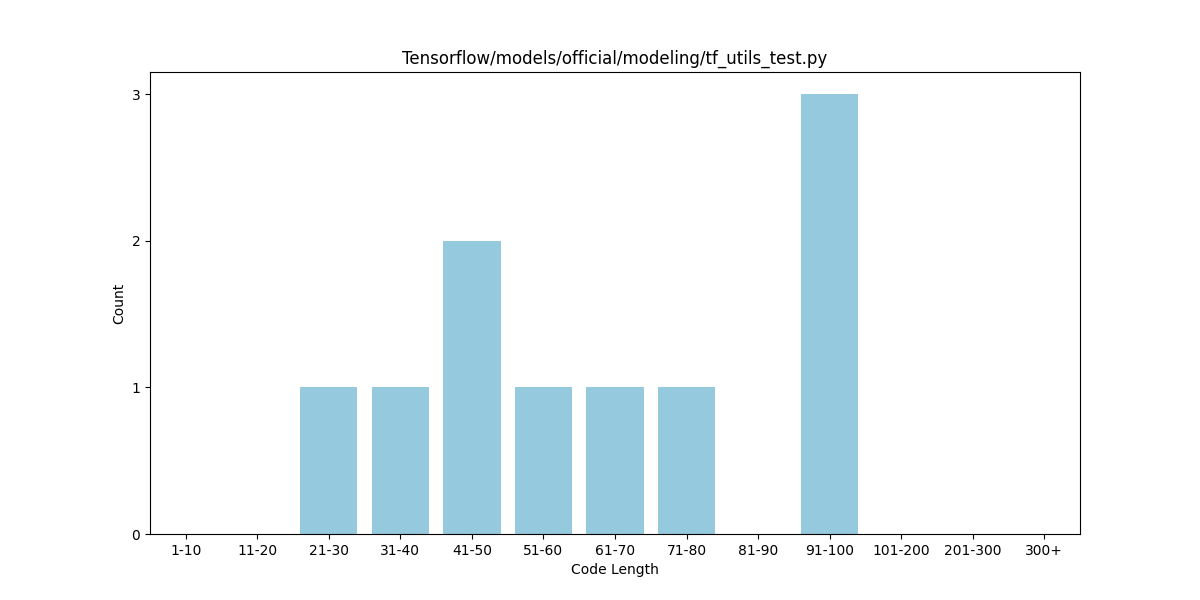 Tensorflow/models/official/modeling/tf_utils_test.py
3
2
1
0
Count
1-10 11-20 21-30 31-40 41-50 51-60 61-70 71-80 81-90 91-100 101-200 201-300 300+
Code Length